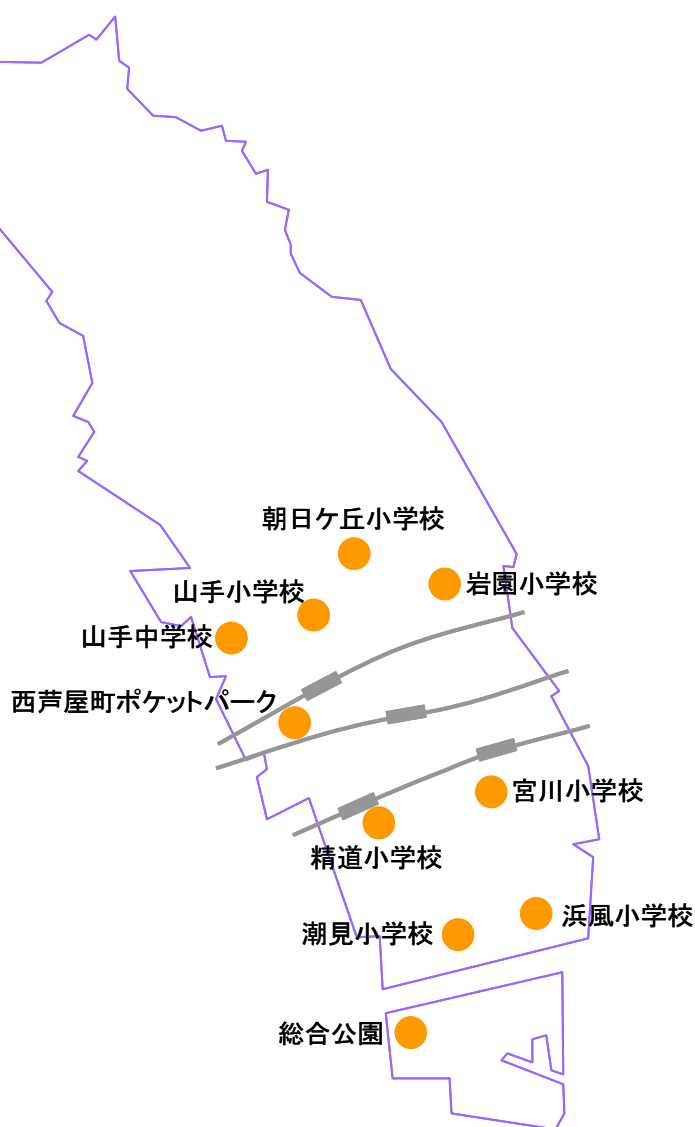 朝日ケ丘小学校
岩園小学校
山手小学校
山手中学校
西芦屋町ポケットパーク
宮川小学校
精道小学校
浜風小学校
潮見小学校
総合公園